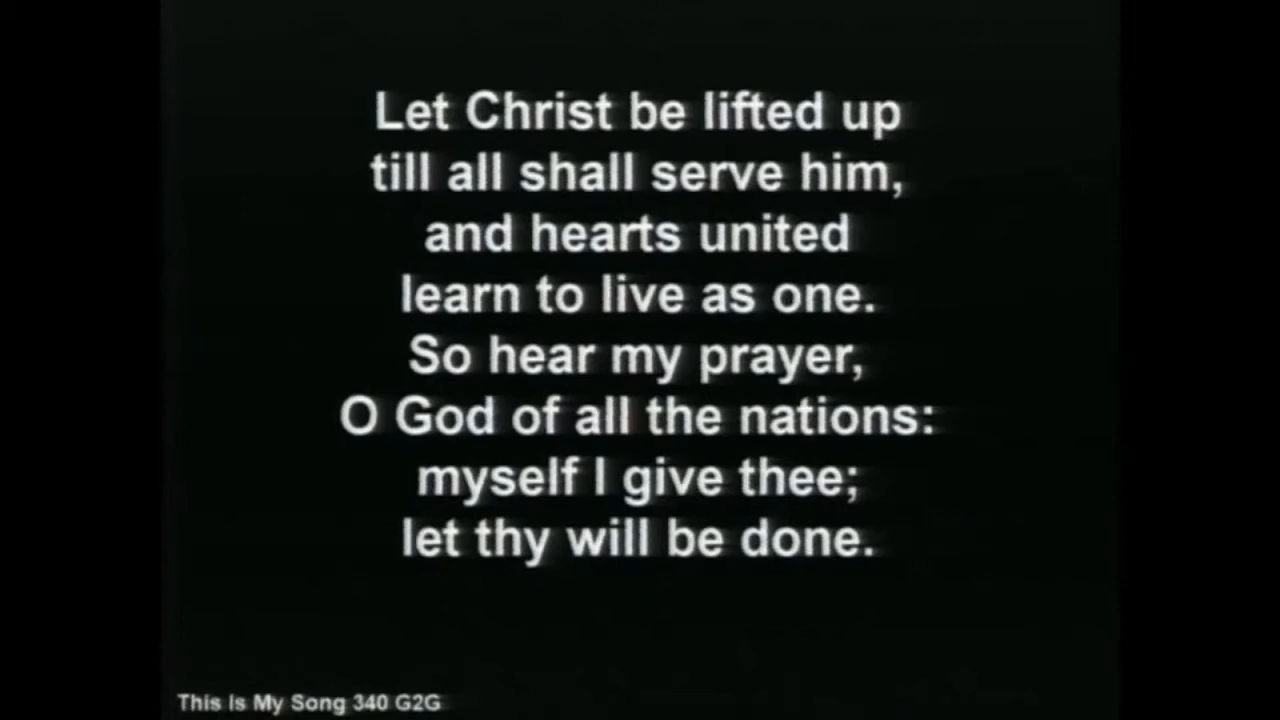 Let Christ be lifted up
till all shall serve him,
and hearts united
learn to live as one.
So hear my prayer,
O God of all the nations:
myself I give thee;
let thy will be done.
This Is My Song 340 G2G